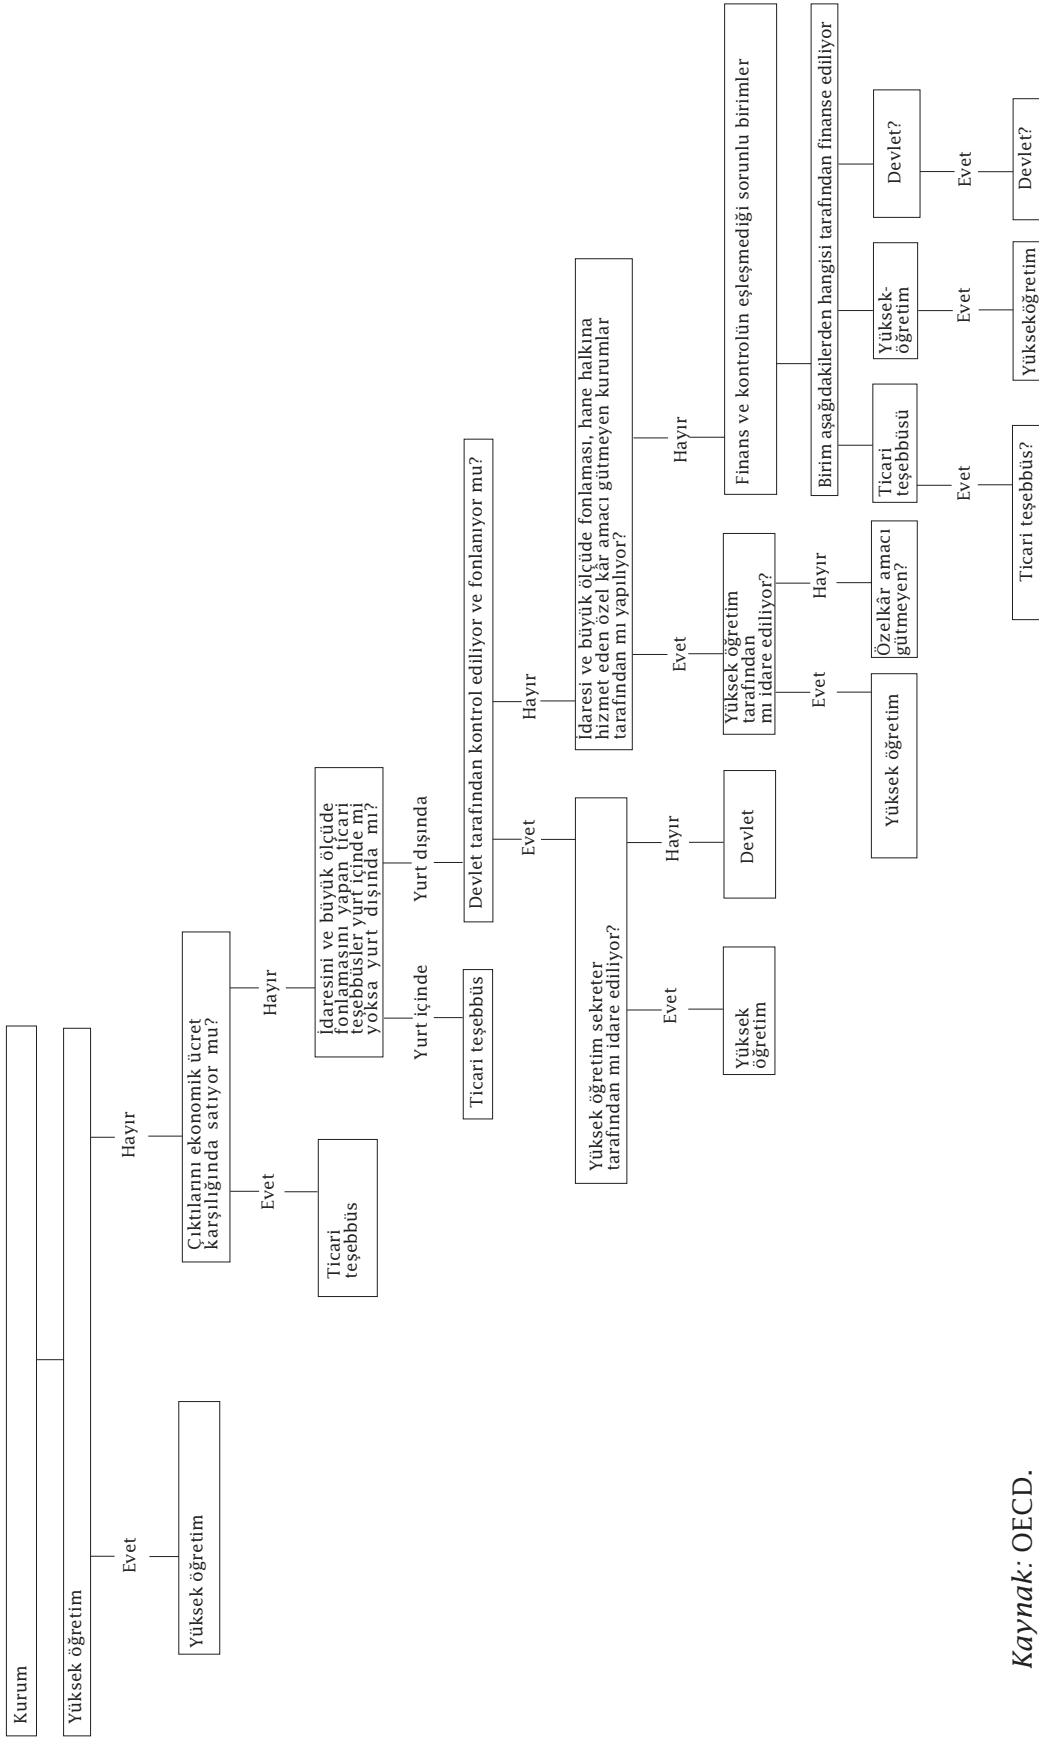 Kurum
Yüksek öğretim
Evet
Hayır
Yüksek öğretim
Çıktılarını ekonomik ücret
karşılığında satıyor mu?
Evet
Hayır
Ticari
teşebbüs
İdaresini ve büyük ölçüde
fonlamasını yapan ticari
teşebbüsler yurt içinde mi
yoksa yurt dışında mı?
Yurt içinde
Yurt dışında
Ticari teşebbüs
Devlet tarafından kontrol ediliyor ve fonlanıyor mu?
Evet
Hayır
Yüksek öğretim sekreter
tarafından mı idare ediliyor?
İdaresi ve büyük ölçüde fonlaması, hane halkına
hizmet eden özel kâr amacı gütmeyen kurumlar
tarafından mı yapılıyor?
Evet
Hayır
Evet
Hayır
Yüksek
öğretim
Devlet
Yüksek öğretim
tarafından
mı idare ediliyor?
Finans ve kontrolün eşleşmediği sorunlu birimler
Evet
Hayır
Birim aşağıdakilerden hangisi tarafından finanse ediliyor
Yüksek öğretim
Özelkâr amacı
gütmeyen?
Ticari
teşebbüsü
Yüksek-
öğretim
Devlet?
Evet
Evet
Evet
Ticari teşebbüs?
Yükseköğretim
Devlet?
Kaynak: OECD.